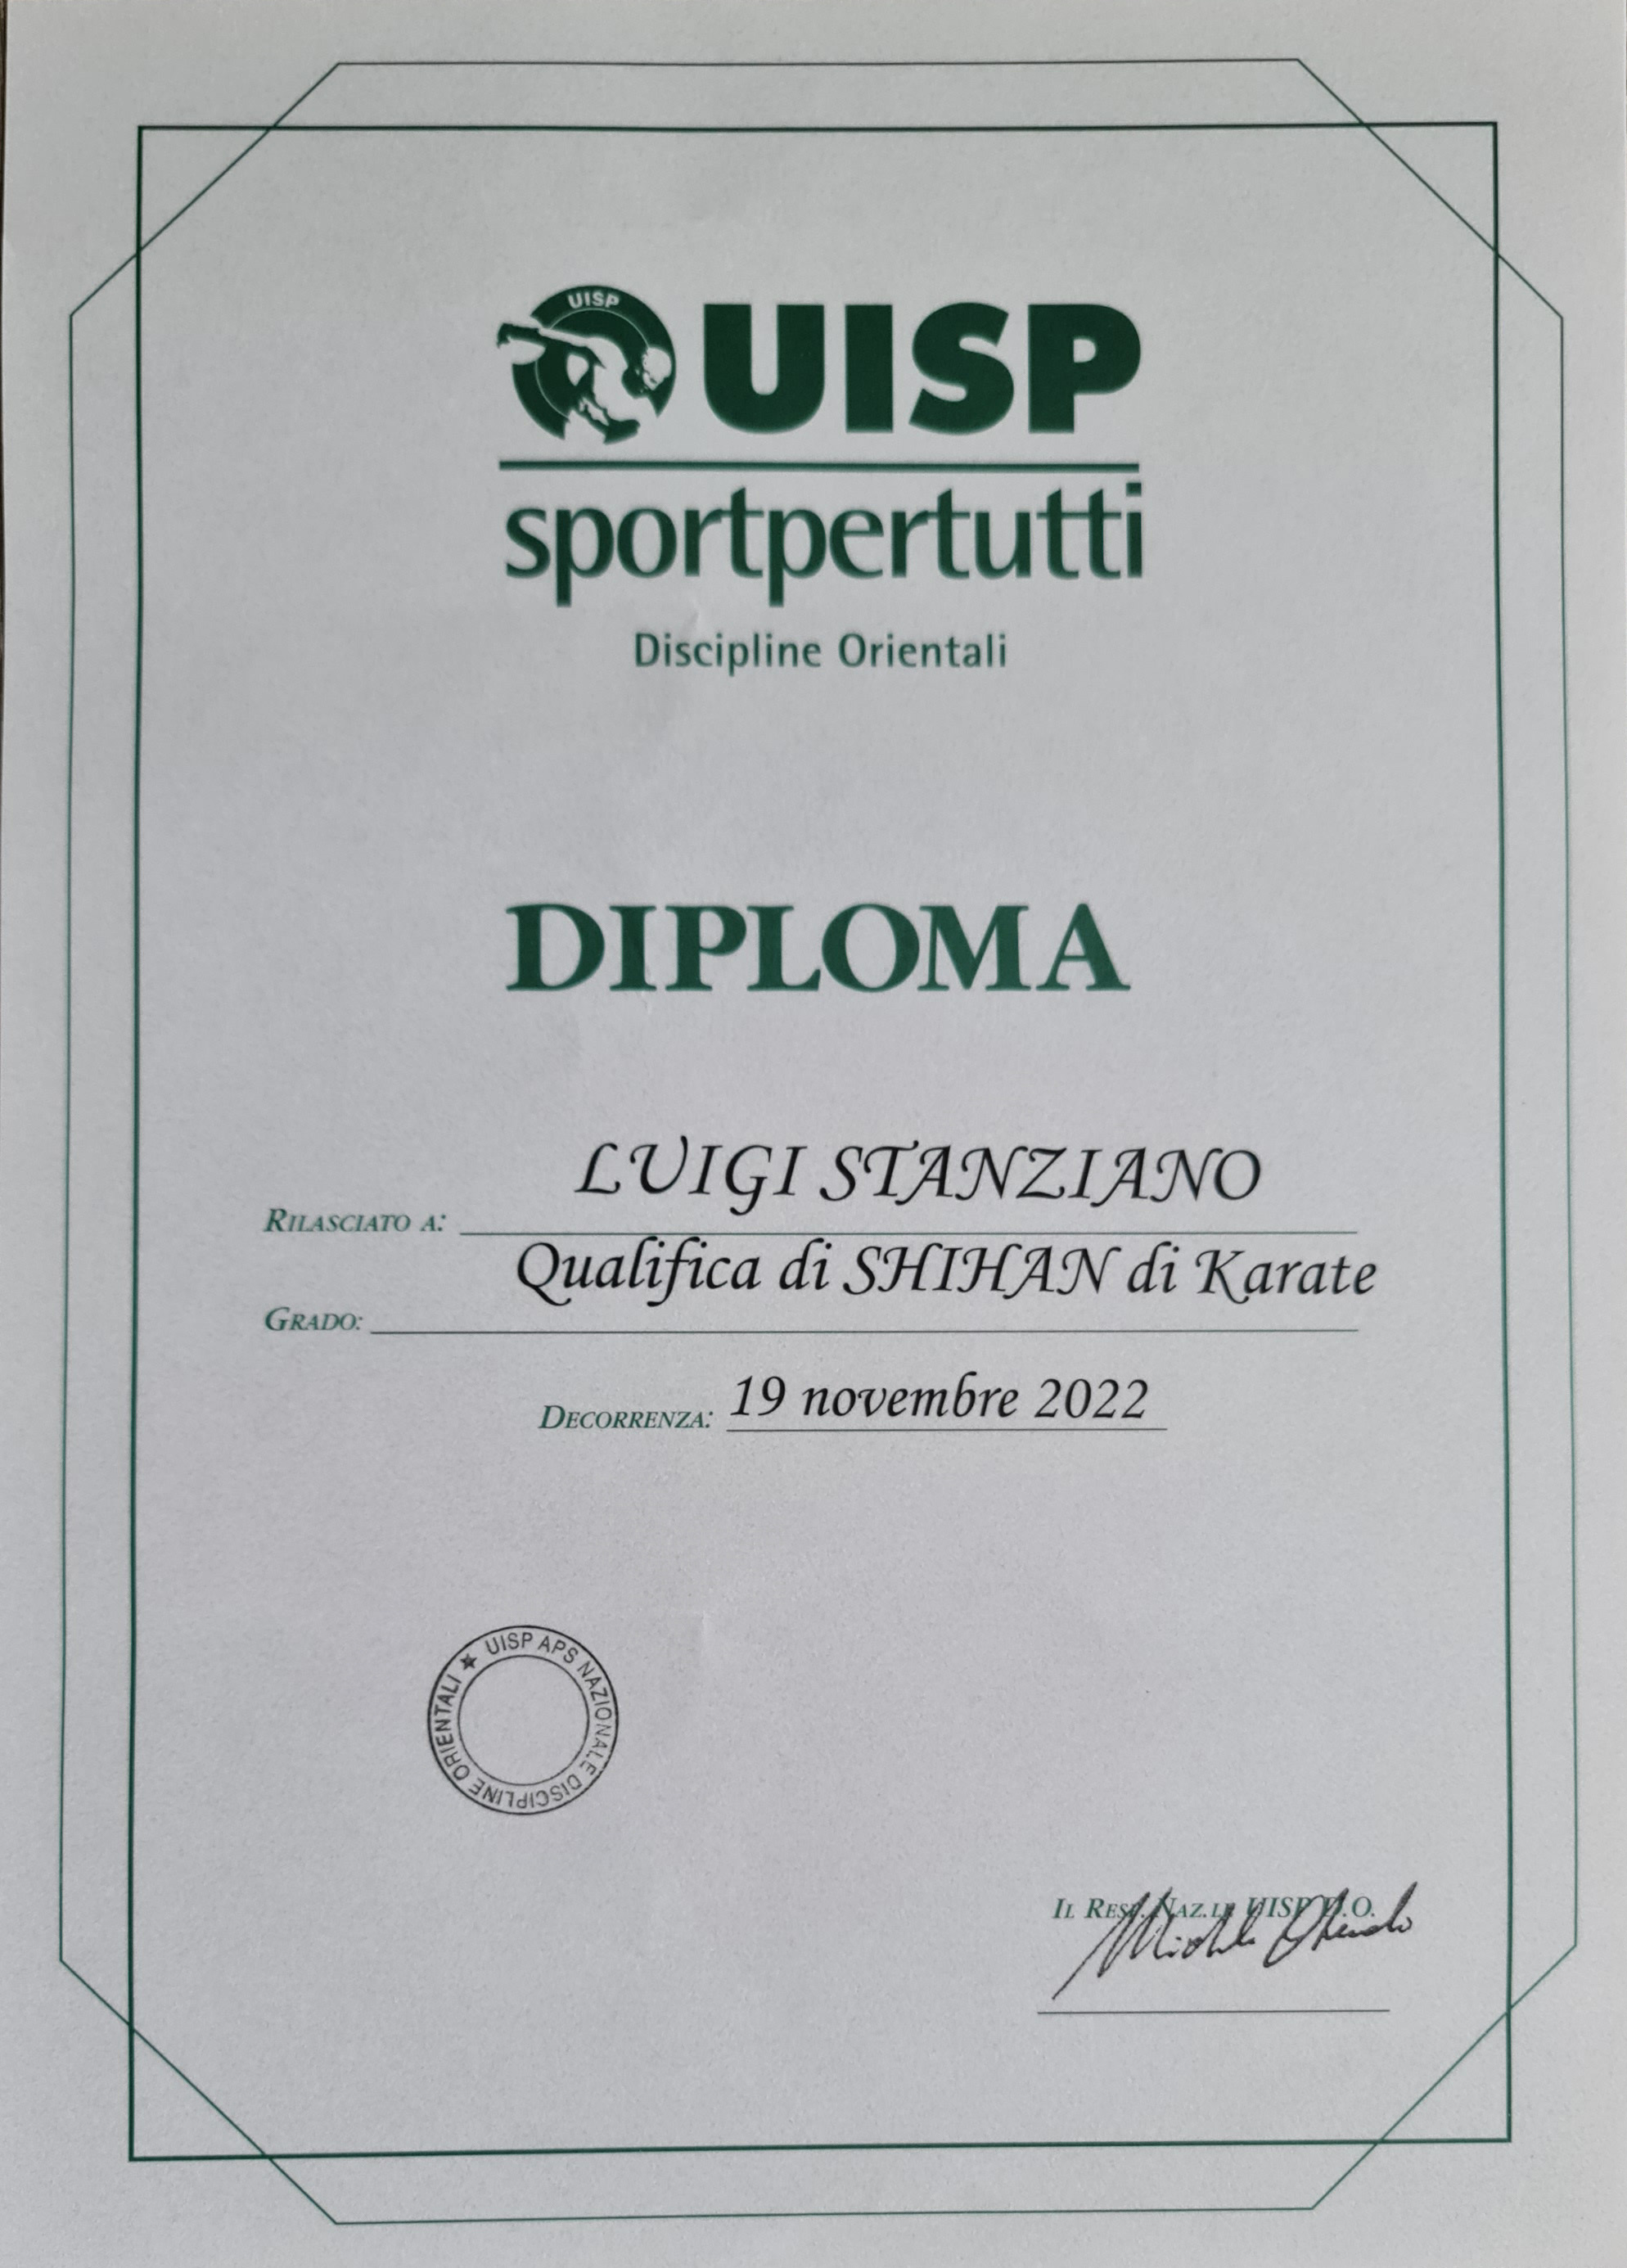 UISP
UISP
sportpertutti
Discipline Orientali
DIPLOMA
RILASCIATO A: LUIGI STANZIANO
GRADO: Qualifica di SHIHAN di Karate
DECORRENZA: 19 novembre 2022
UISP APS NAZIONALE DISCIPLINE ORIENTALI ★
IL RESP. NAZ.LE UISP D.O.